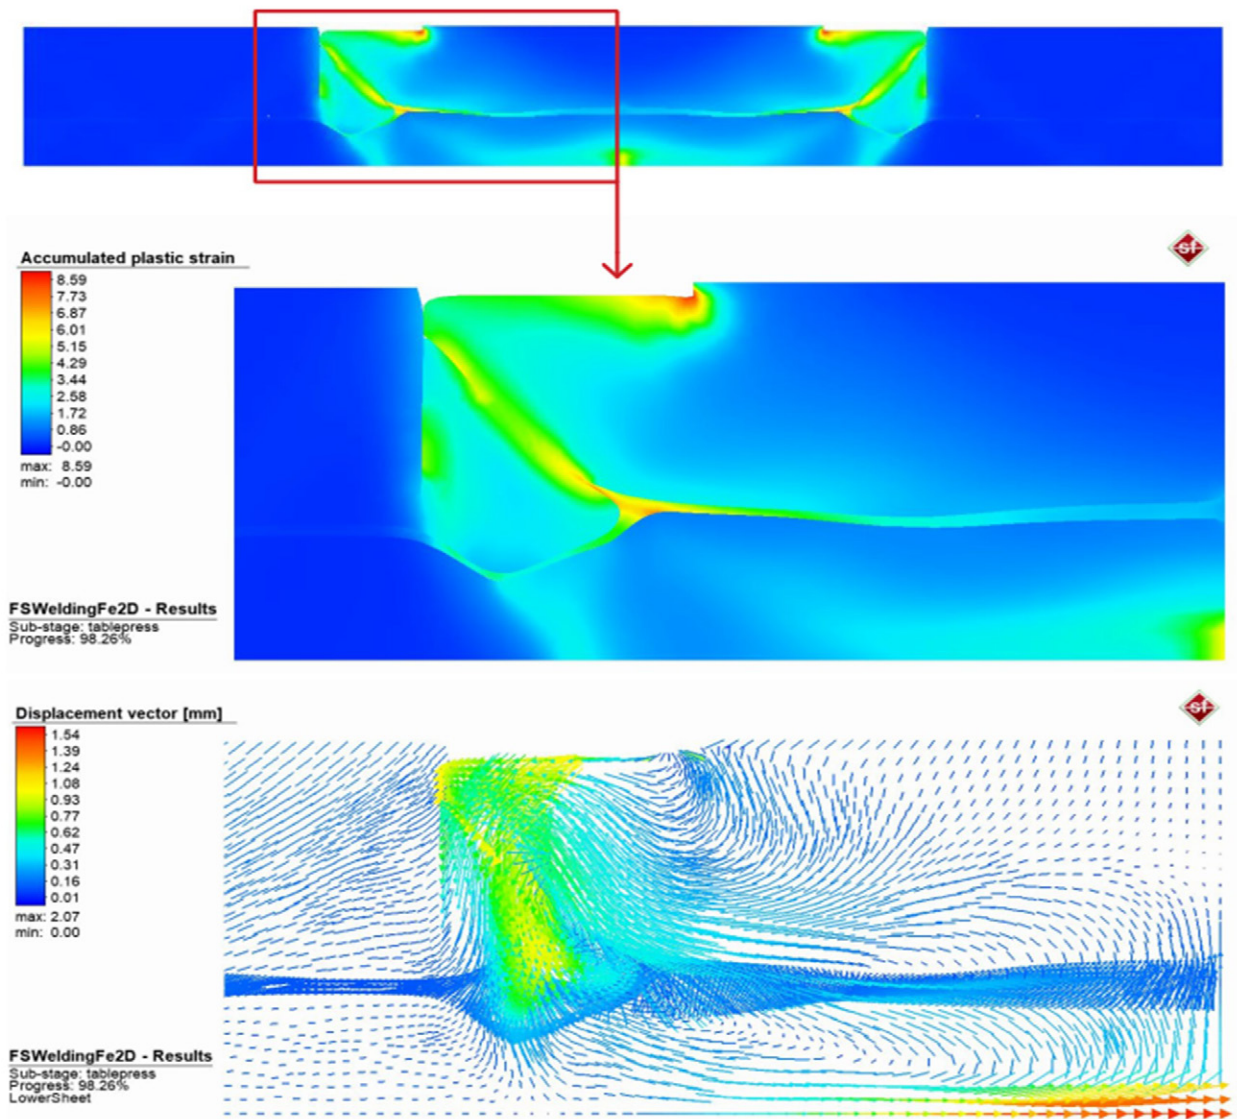 sf
Accumulated plastic strain
8.59
7.73
6.87
6.01
5.15
4.29
3.44
2.58
1.72
0.86
-0.00
max: 8.59
min: -0.00
FSWeldingFe2D - Results
Sub-stage: tablepress
Progress: 98.26%
sf
Displacement vector [mm]
1.54
1.39
1.24
1.08
0.93
0.77
0.62
0.47
0.31
0.16
0.01
max: 2.07
min: 0.00
FSWeldingFe2D - Results
Sub-stage: tablepress
Progress: 98.26%
LowerSheet